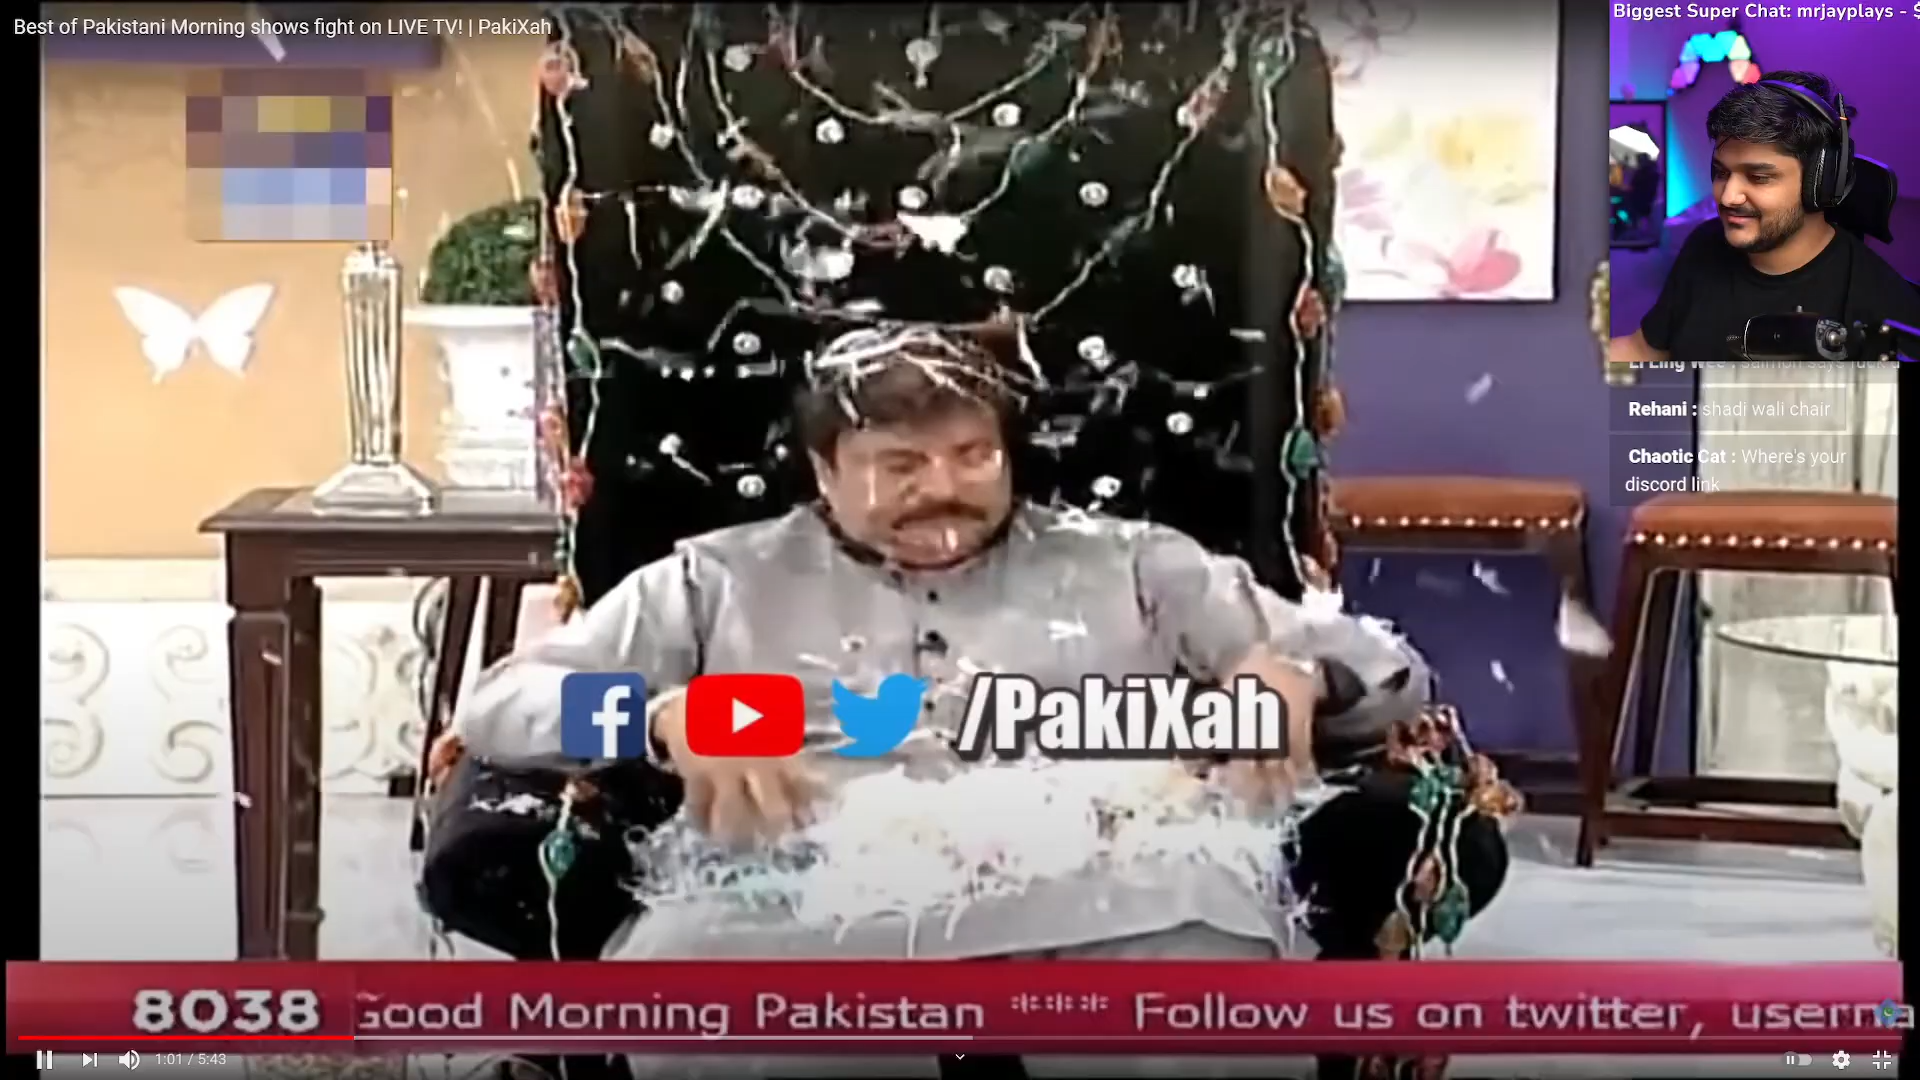 Best of Pakistani Morning shows fight on LIVE TV! | PakiXah
Biggest Super Chat: mrjayplays - $
Rehani : shadi wali chair
Chaotic Cat : Where's your
discord link
/PakiXah
8038 Good Morning Pakistan **** Follow us on twitter, userna
1:01 / 5:43